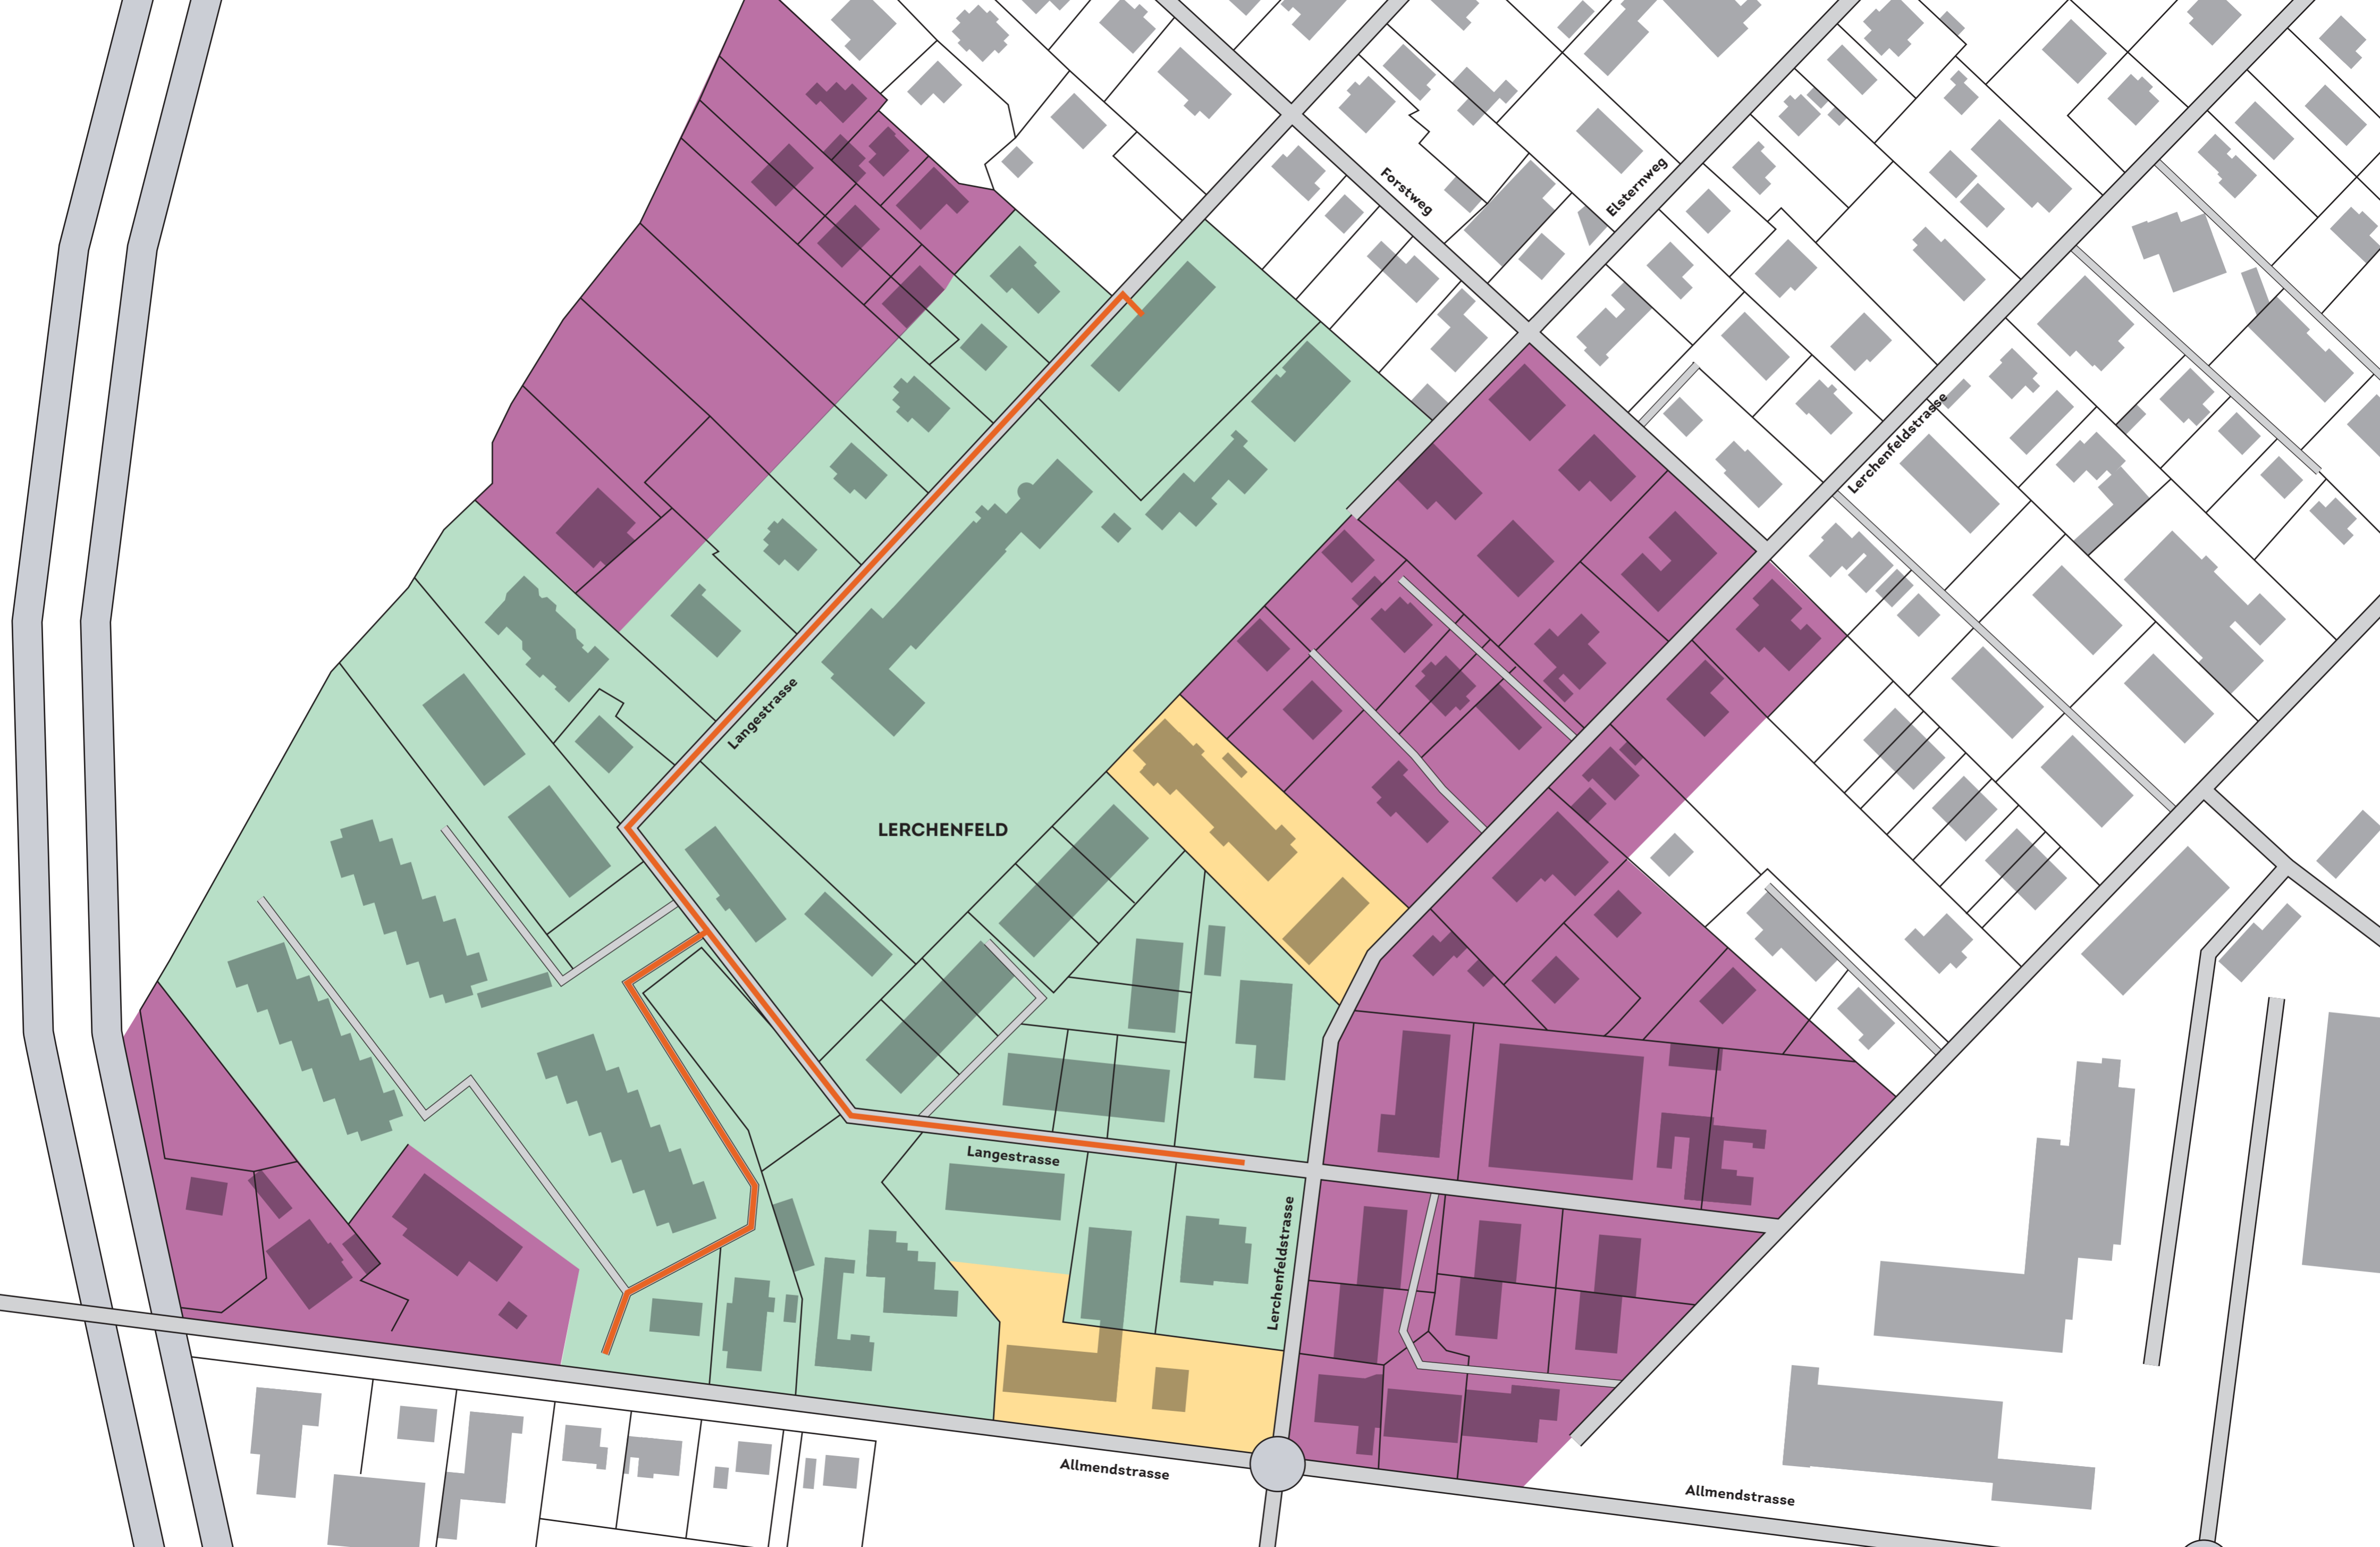 Forstweg
Elsternweg
Lerchenfeldstrasse
Langestrasse
LERCHENFELD
Langestrasse
Lerchenfeldstrasse
Allmendstrasse
Allmendstrasse